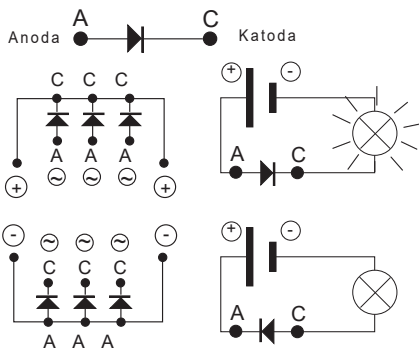 Anoda A C Katoda
C C C
+ -
A A A
A C
+ ~ ~ ~ +
- ~ ~ ~ -
+ -
C C C
A C
A A A